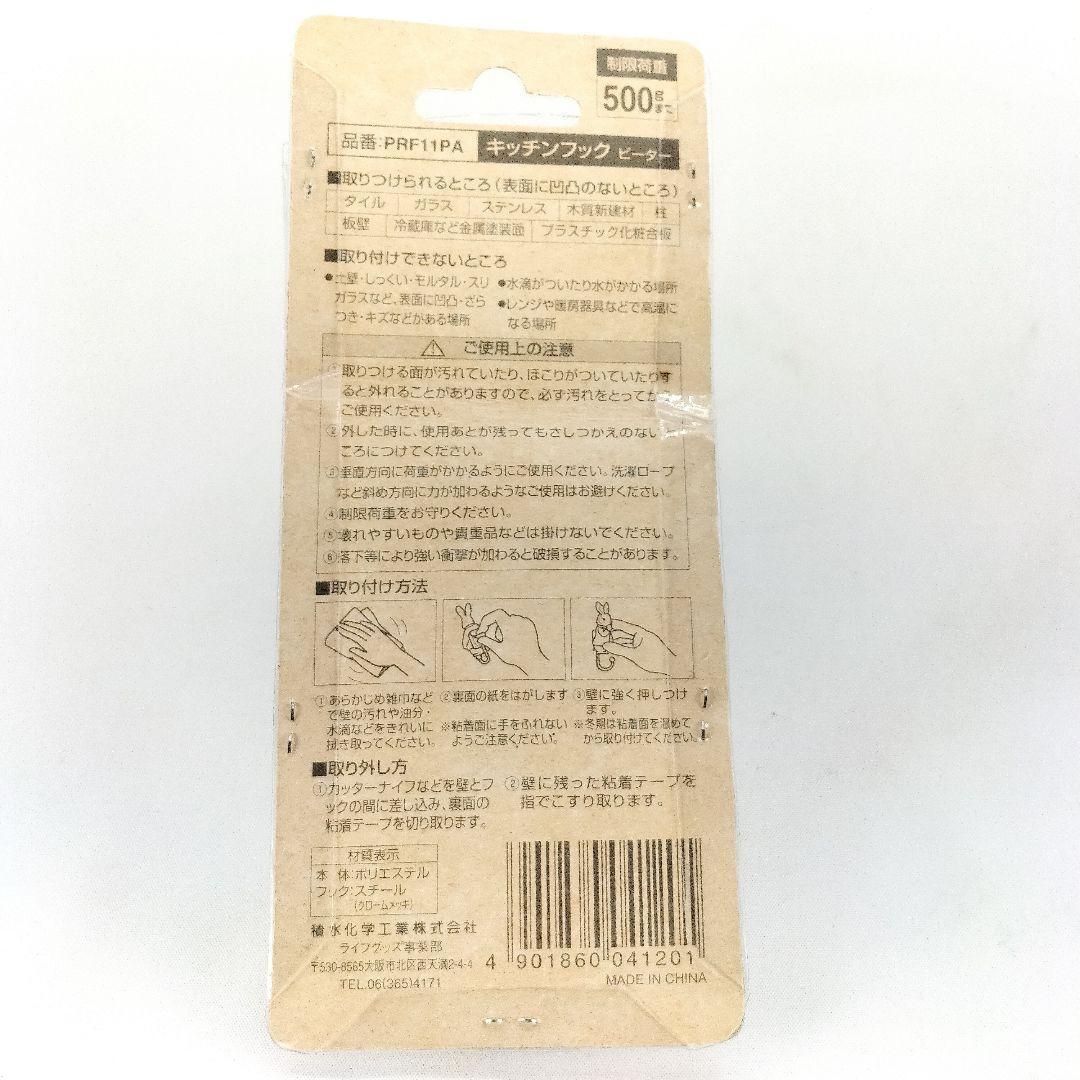 制限荷重
500gまで
品番:PRF11PA キッチンフック ピーター
■取りつけられるところ(表面に凹凸のないところ)
タイル ガラス ステンレス 木質新建材 柱
板壁 冷蔵庫など金属塗装面 プラスチック化粧合板
■取り付けできないところ
●土壁・しっくい・モルタル・スリ
ガラスなど、表面に凹凸・ざら
つき・キズなどがある場所
●水滴がついたり水がかかる場所
●レンジや暖房器具などで高温に
なる場所
⚠ ご使用上の注意
①取りつける面が汚れていたり、ほこりがついていたりす
ると外れることがありますので、必ず汚れをとってから
ご使用ください。
②外した時に、使用あとが残ってもさしつかえのない
ころにつけてください。
③垂直方向に荷重がかかるようにご使用ください。洗濯ロープ
など斜め方向に力が加わるようなご使用はお避けください。
④制限荷重をお守りください。
⑤壊れやすいものや貴重品などは掛けないでください。
⑥落下等により強い衝撃が加わると破損することがあります。
■取り付け方法
①あらかじめ雑巾など
で壁の汚れや油分・
水滴などをきれいに
拭き取ってください。
②裏面の紙をはがします
※粘着面に手をふれない
ようご注意ください。
③壁に強く押しつけ
ます。
※冬期は粘着面を温めて
から取り付けてください。
■取り外し方
①カッターナイフなどを壁とフ
ックの間に差し込み、裏面の
粘着テープを切り取ります。
②壁に残った粘着テープを
指でこすり取ります。
材質表示
本 体:ポリエステル
フック:スチール
(クロームメッキ)
積水化学工業株式会社
ライフグッズ事業部
〒530-8565大阪市北区西天満2-4-4
TEL.06(365)4171
4 901860 041201
MADE IN CHINA